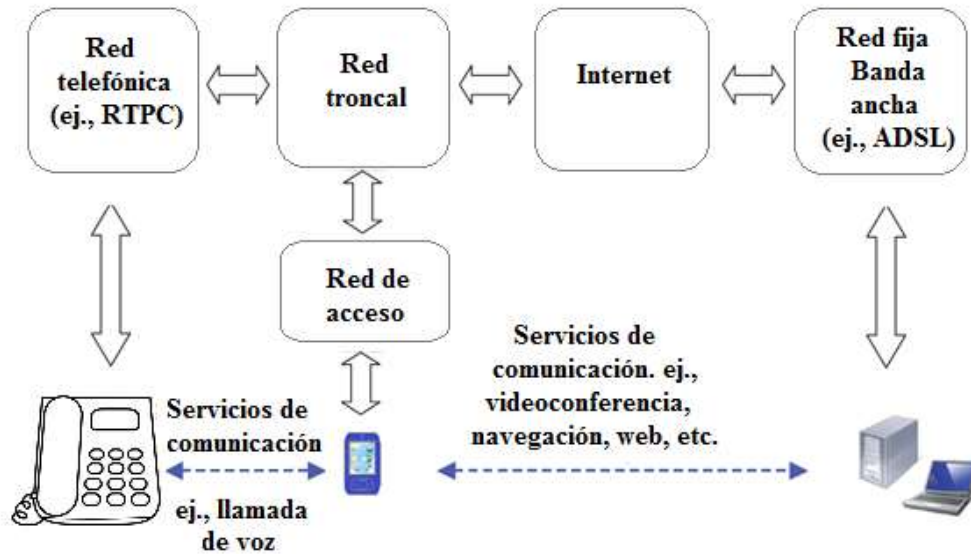 Red
telefónica
(ej., RTPC)
Red
troncal
Internet
Red fija
Banda
ancha
(ej., ADSL)
Red de
acceso
Servicios de
comunicación
ej., llamada
de voz
Servicios de
comunicación. ej.,
videoconferencia,
navegación, web, etc.